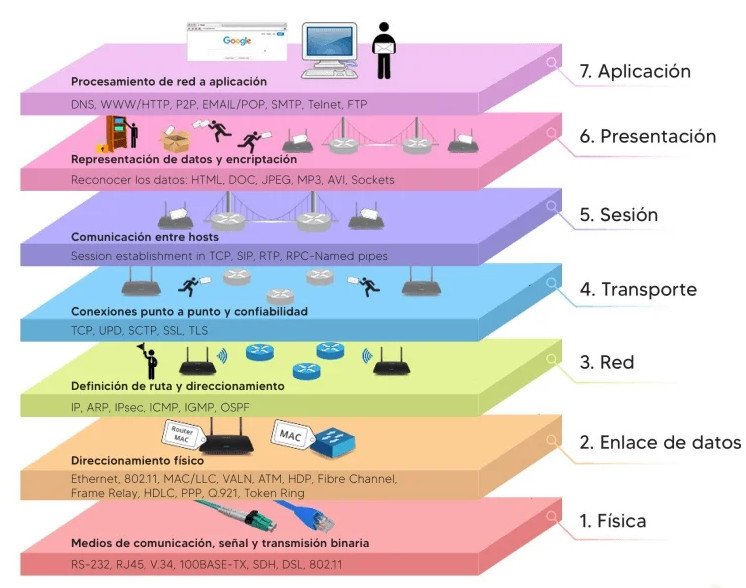 Google
7. Aplicación
Procesamiento de red a aplicación
DNS, WWW/HTTP, P2P, EMAIL/POP, SMTP, Telnet, FTP
6. Presentación
Representación de datos y encriptación
Reconocer los datos: HTML, DOC, JPEG, MP3, AVI, Sockets
5. Sesión
Comunicación entre hosts
Session establishment in TCP, SIP, RTP, RPC-Named pipes
4. Transporte
Conexiones punto a punto y confiabilidad
TCP, UPD, SCTP, SSL, TLS
3. Red
Definición de ruta y direccionamiento
IP, ARP, IPsec, ICMP, IGMP, OSPF
Router
MAC
MAC
2. Enlace de datos
Direccionamiento físico
Ethernet, 802.11, MAC/LLC, VALN, ATM, HDP, Fibre Channel,
Frame Relay, HDLC, PPP, Q.921, Token Ring
1. Física
Medios de comunicación, señal y transmisión binaria
RS-232, RJ45, V.34, 100BASE-TX, SDH, DSL, 802.11